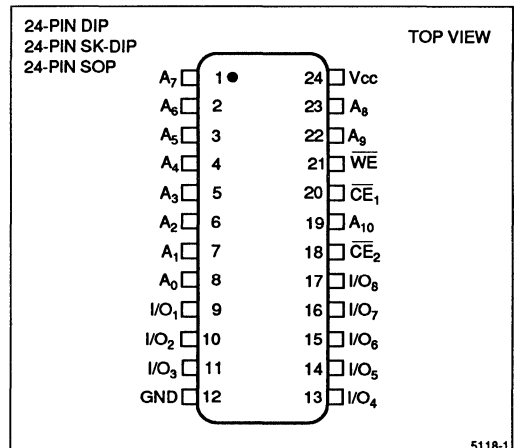 24-PIN DIP
24-PIN SK-DIP
24-PIN SOP
TOP VIEW
A7 1 24 Vcc
A6 2 23 A8
A5 3 22 A9
A4 4 21 WE
A3 5 20 CE1
A2 6 19 A10
A1 7 18 CE2
A0 8 17 I/O8
I/O1 9 16 I/O7
I/O2 10 15 I/O6
I/O3 11 14 I/O5
GND 12 13 I/O4
5118-1